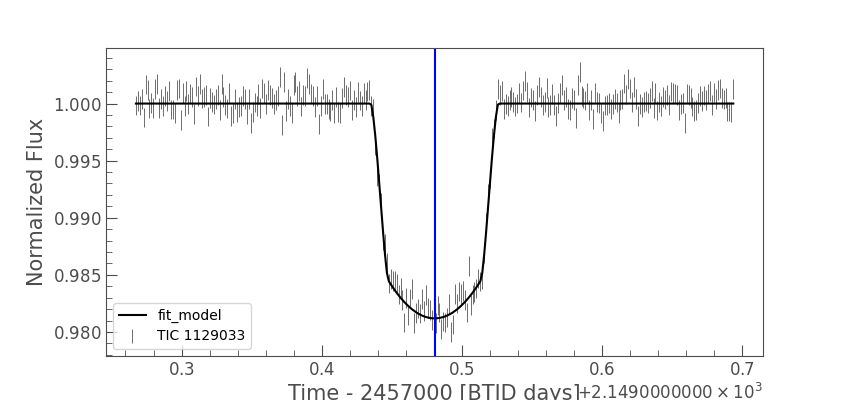 Normalized Flux
1.000
0.995
0.990
0.985
0.980
fit_model
TIC 1129033
0.3
0.4
0.5
0.6
0.7
Time - 2457000 [BTJD days]
+2.1490000000 × 10³